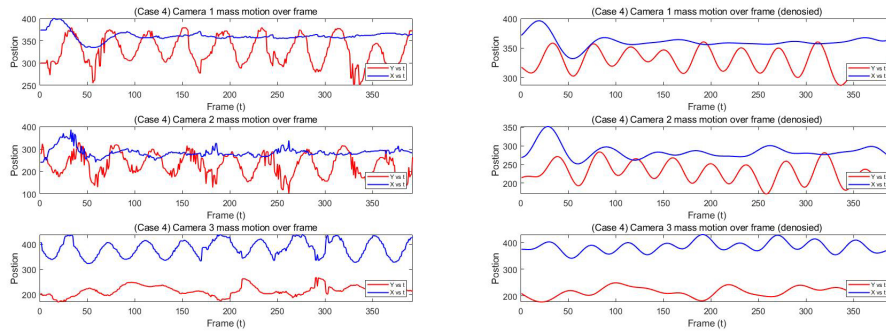 (Case 4) Camera 1 mass motion over frame
400
350
300
250
Postion
0 50 100 150 200 250 300 350
Frame (t)
Y vs t
X vs t
(Case 4) Camera 2 mass motion over frame
400
300
200
100
Postion
0 50 100 150 200 250 300 350
Frame (t)
Y vs t
X vs t
(Case 4) Camera 3 mass motion over frame
400
300
200
Postion
0 50 100 150 200 250 300 350
Frame (t)
Y vs t
X vs t
(Case 4) Camera 1 mass motion over frame (denosied)
400
350
300
Postion
0 50 100 150 200 250 300 350
Frame (t)
Y vs t
X vs t
(Case 4) Camera 2 mass motion over frame (denosied)
350
300
250
200
Postion
0 50 100 150 200 250 300 350
Frame (t)
Y vs t
X vs t
(Case 4) Camera 3 mass motion over frame (denosied)
400
300
200
Postion
0 50 100 150 200 250 300 350
Frame (t)
Y vs t
X vs t